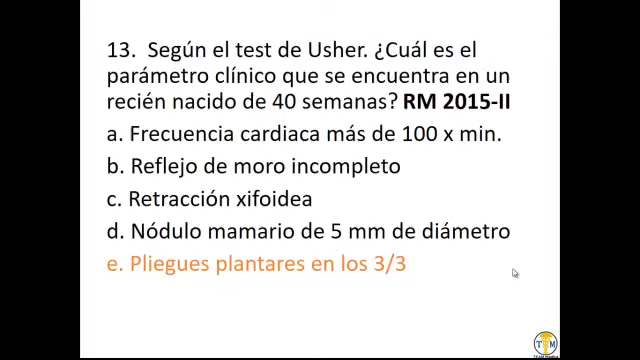 13. Según el test de Usher. ¿Cuál es el
parámetro clínico que se encuentra en un
recién nacido de 40 semanas? RM 2015-II
a. Frecuencia cardiaca más de 100 x min.
b. Reflejo de moro incompleto
c. Retracción xifoidea
d. Nódulo mamario de 5 mm de diámetro
e. Pliegues plantares en los 3/3